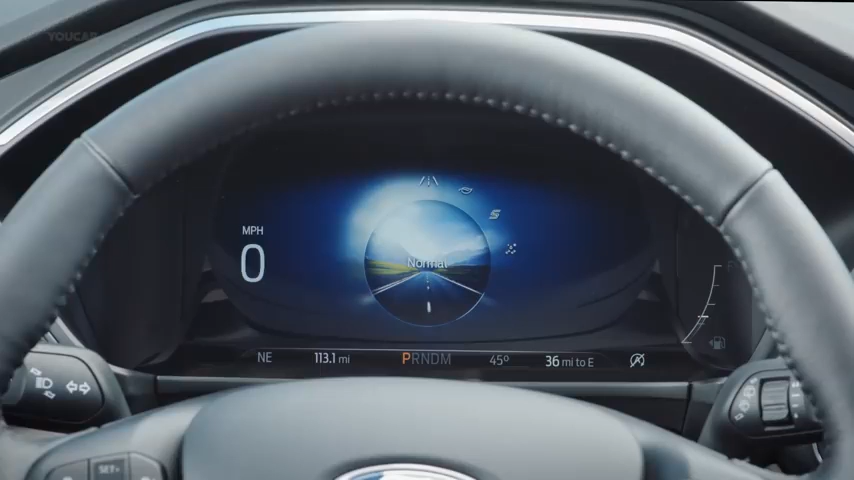 YOUCAR
MPH
0
Normal
NE 113.1 mi PRNDM 45° 36 mi to E
SET+